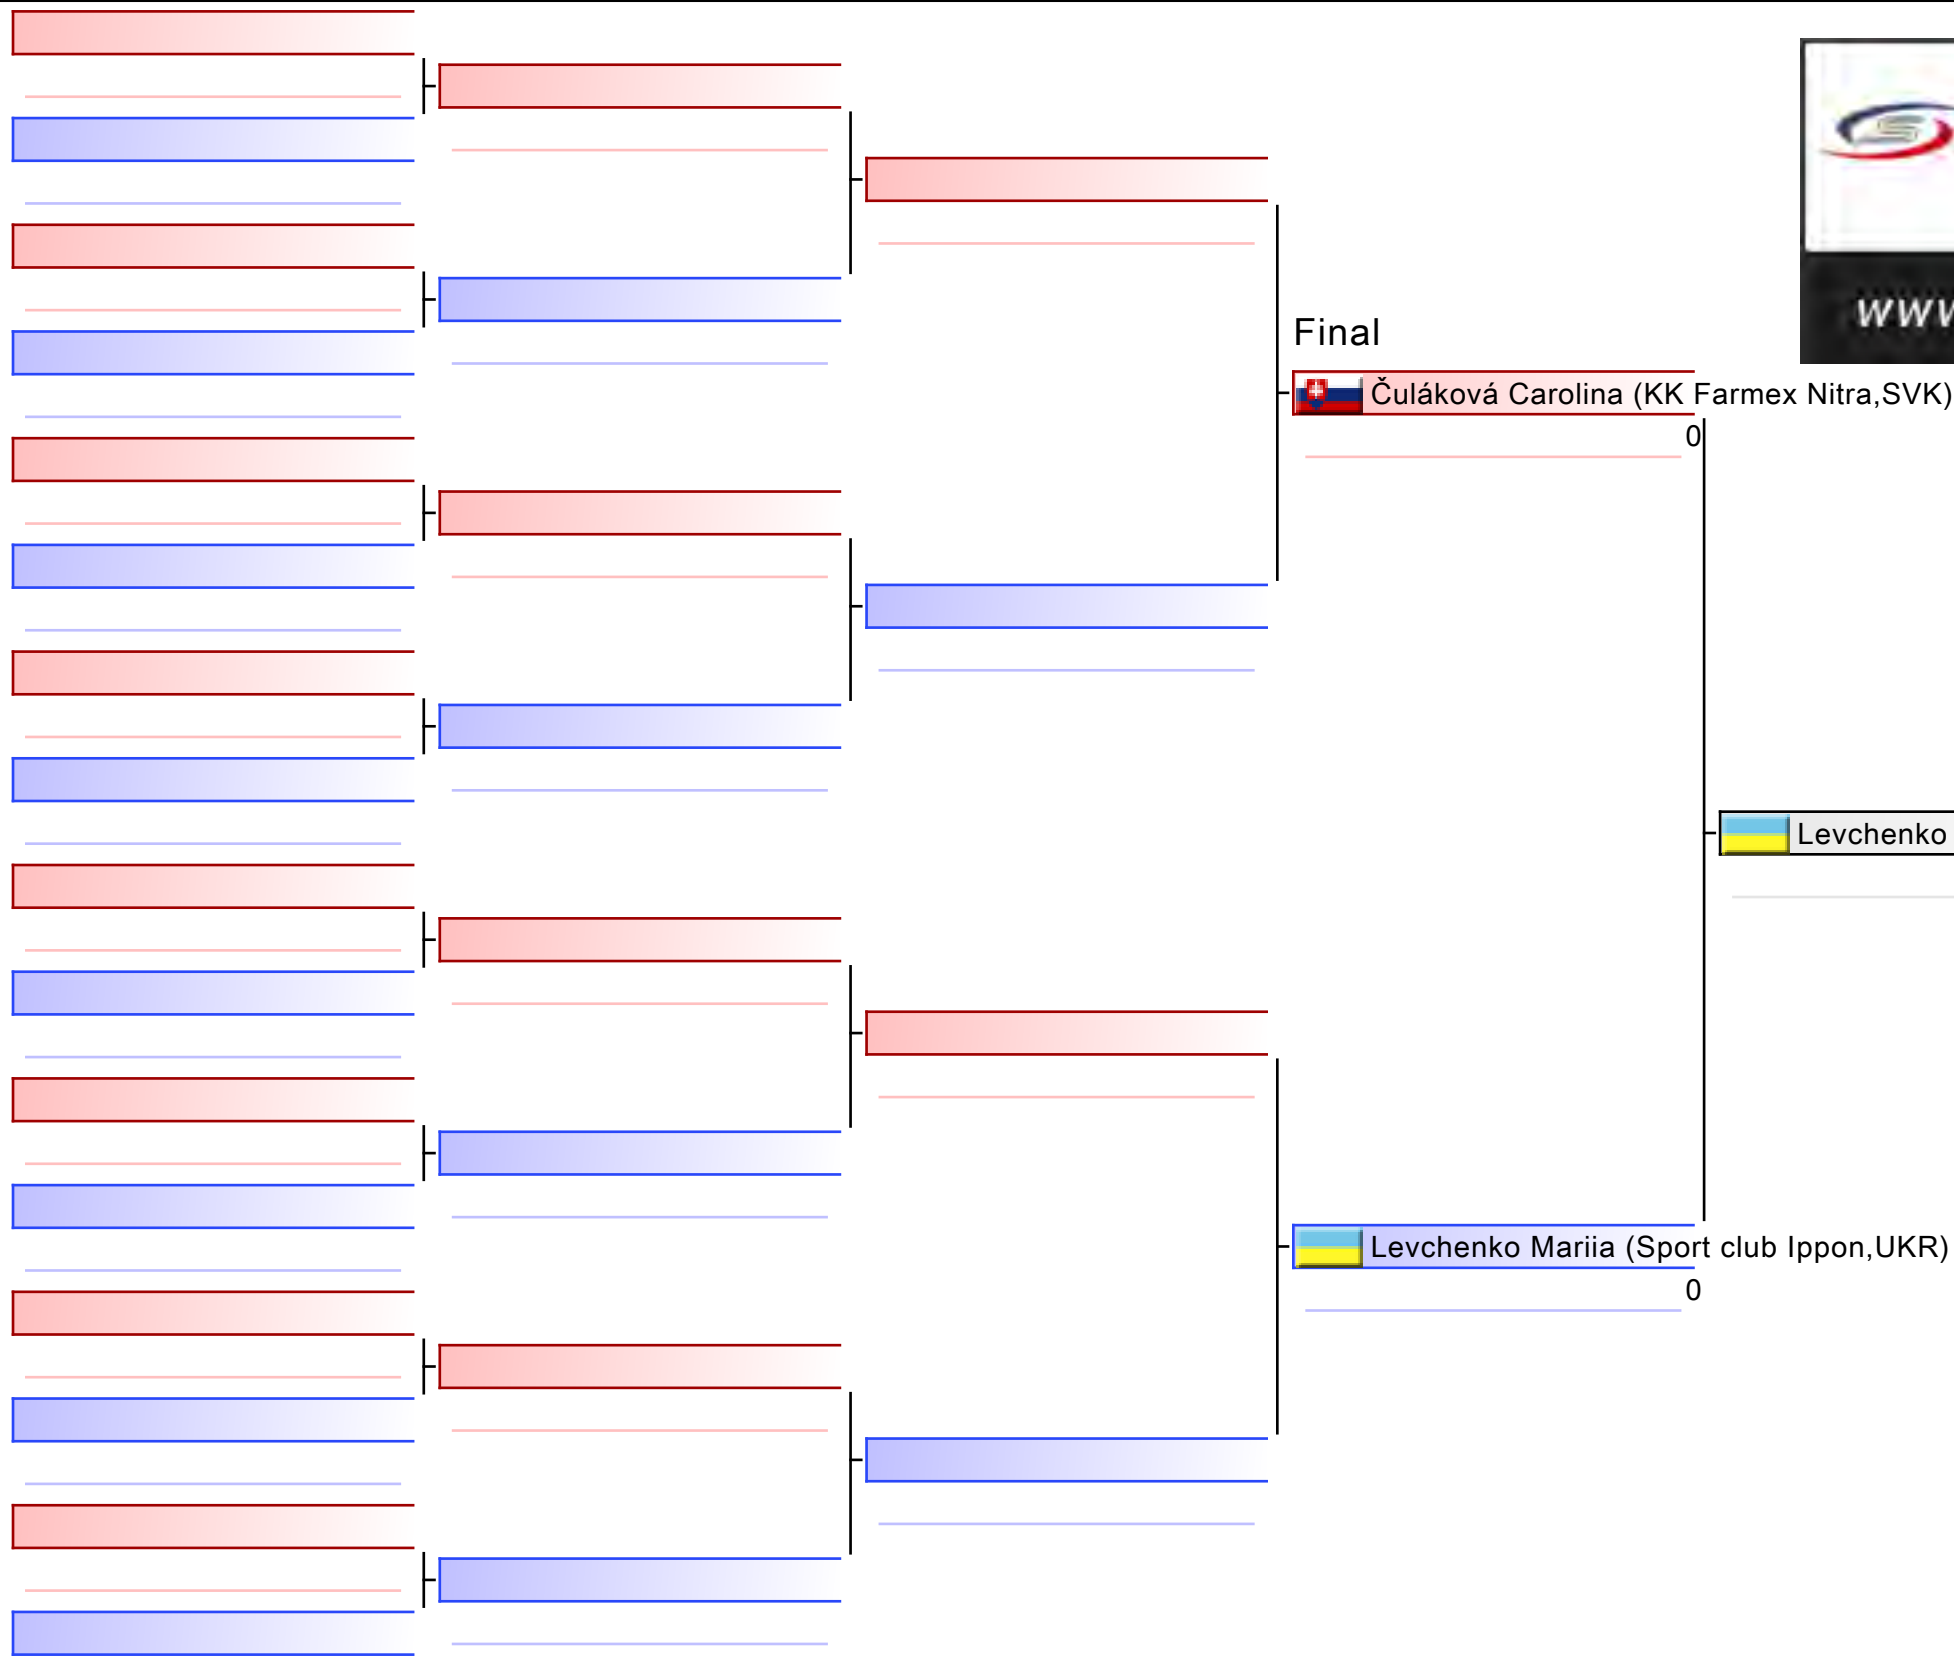 Final
Čuláková Carolina (KK Farmex Nitra,SVK)
0
Levchenko
Levchenko Mariia (Sport club Ippon,UKR)
0